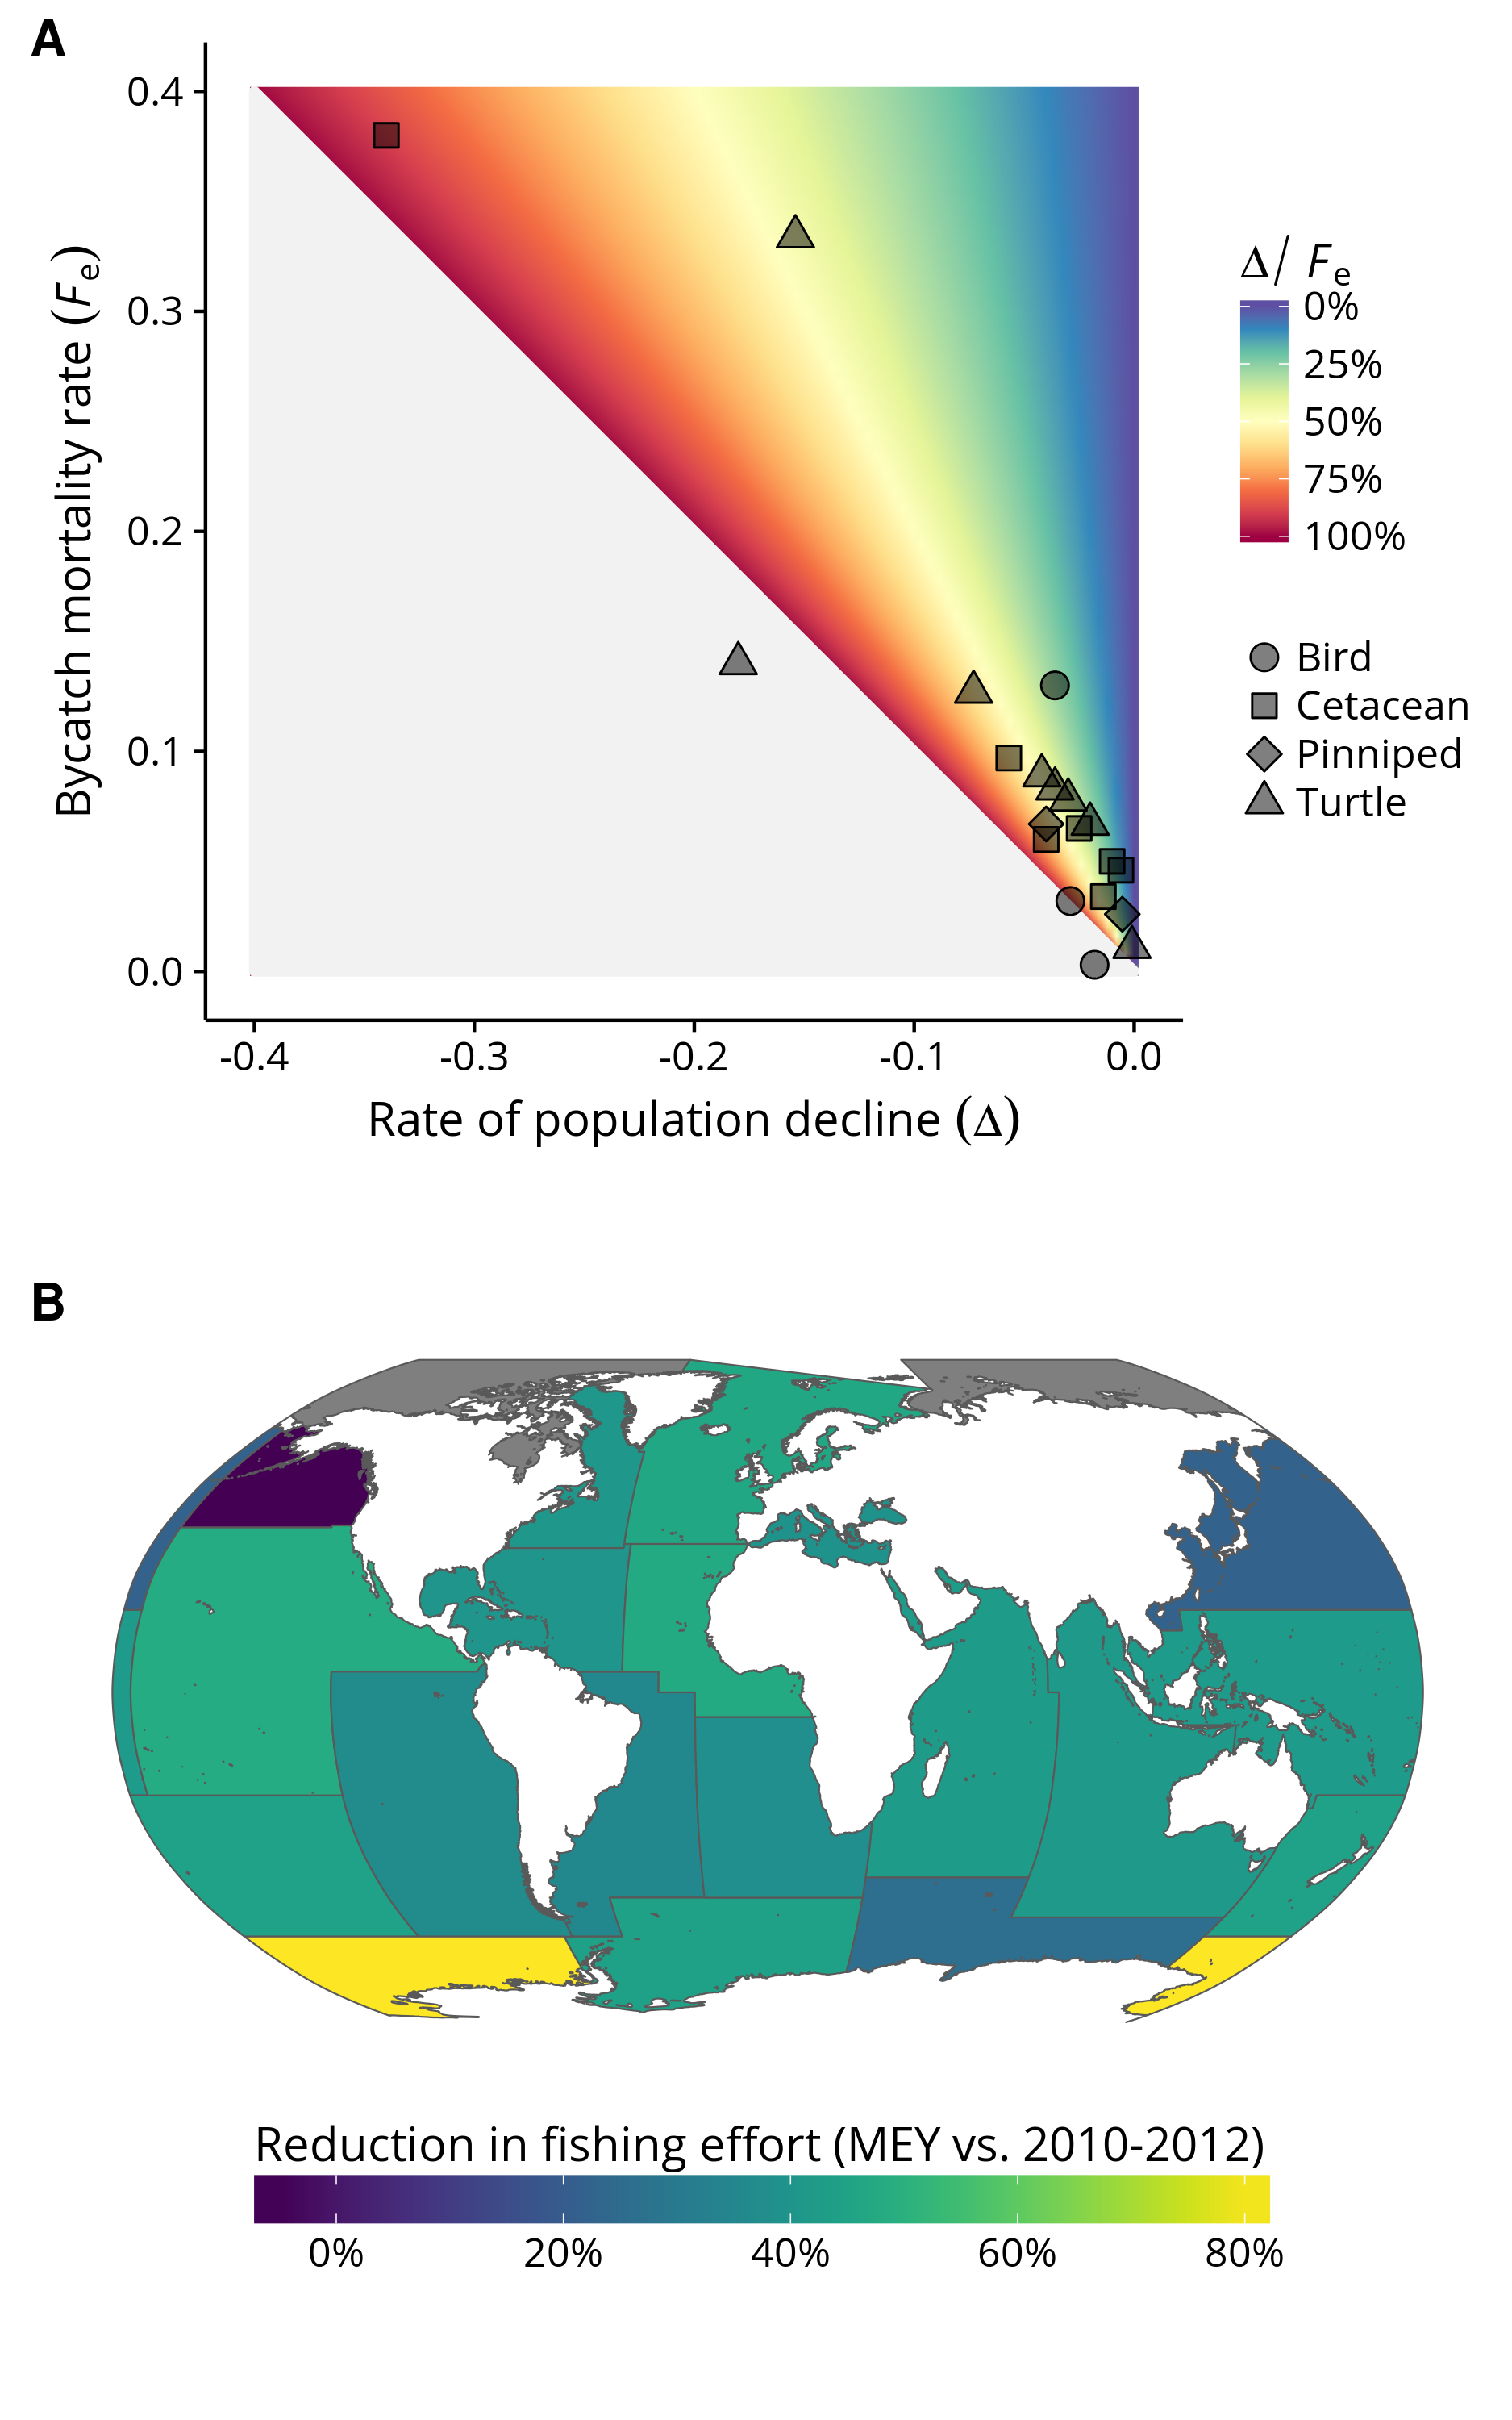 A
0.4
0.3
0.2
0.1
0.0
Bycatch mortality rate (Fe)
-0.4 -0.3 -0.2 -0.1 0.0
Rate of population decline (Δ)
Δ/ Fe
0%
25%
50%
75%
100%
Bird
Cetacean
Pinniped
Turtle
B
Reduction in fishing effort (MEY vs. 2010-2012)
0% 20% 40% 60% 80%